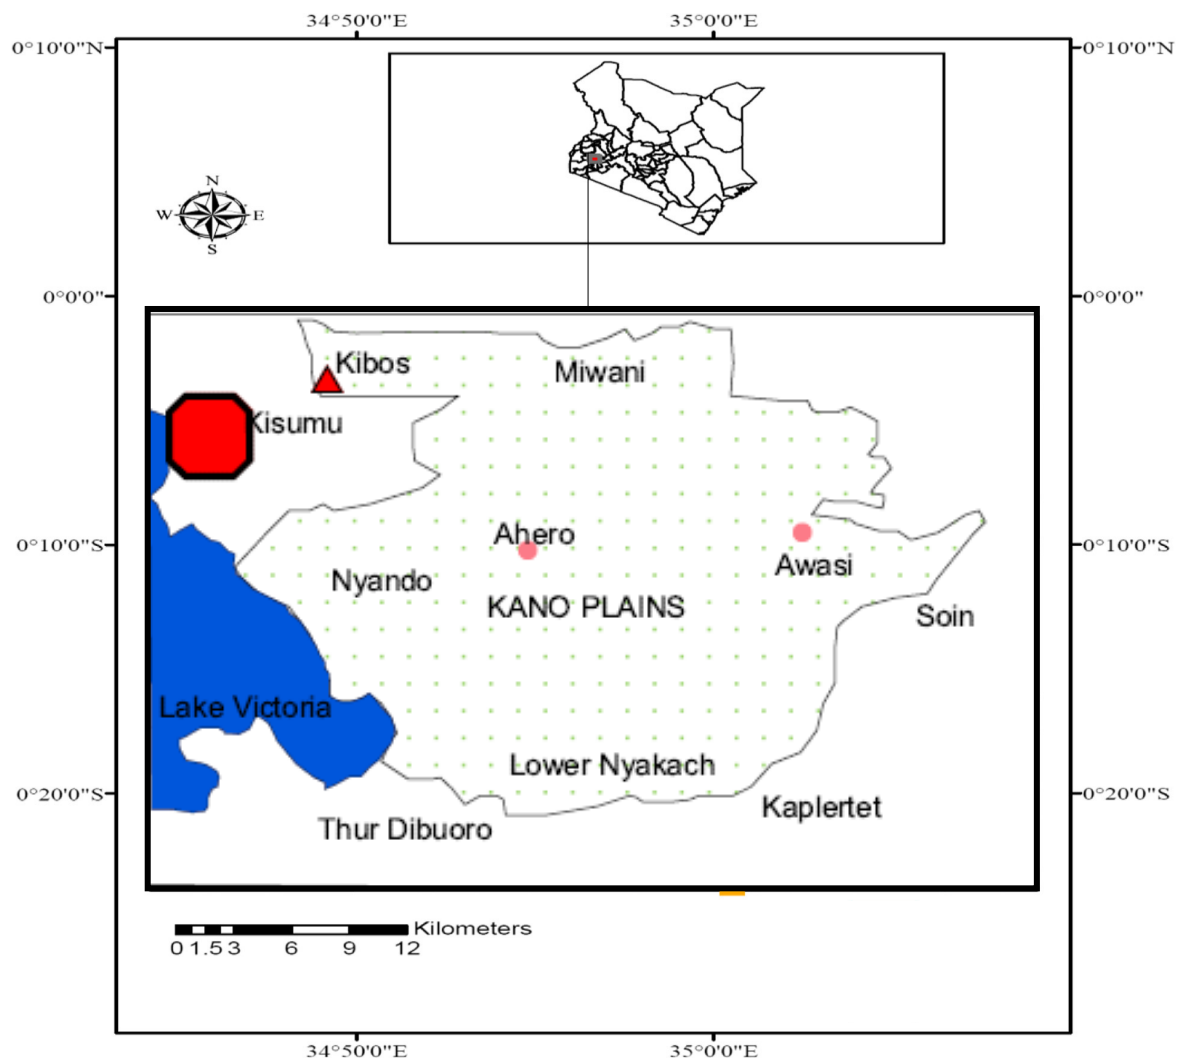 34°50'0"E 35°0'0"E
0°10'0"N 0°10'0"N
N
W E
S
0°0'0" 0°0'0"
Kibos
Miwani
Kisumu
Ahero
0°10'0"S 0°10'0"S
Awasi
Nyando
KANO PLAINS
Soin
Lake Victoria
Lower Nyakach
0°20'0"S 0°20'0"S
Kaplertet
Thur Dibuoro
Kilometers
0 1.5 3 6 9 12
34°50'0"E 35°0'0"E